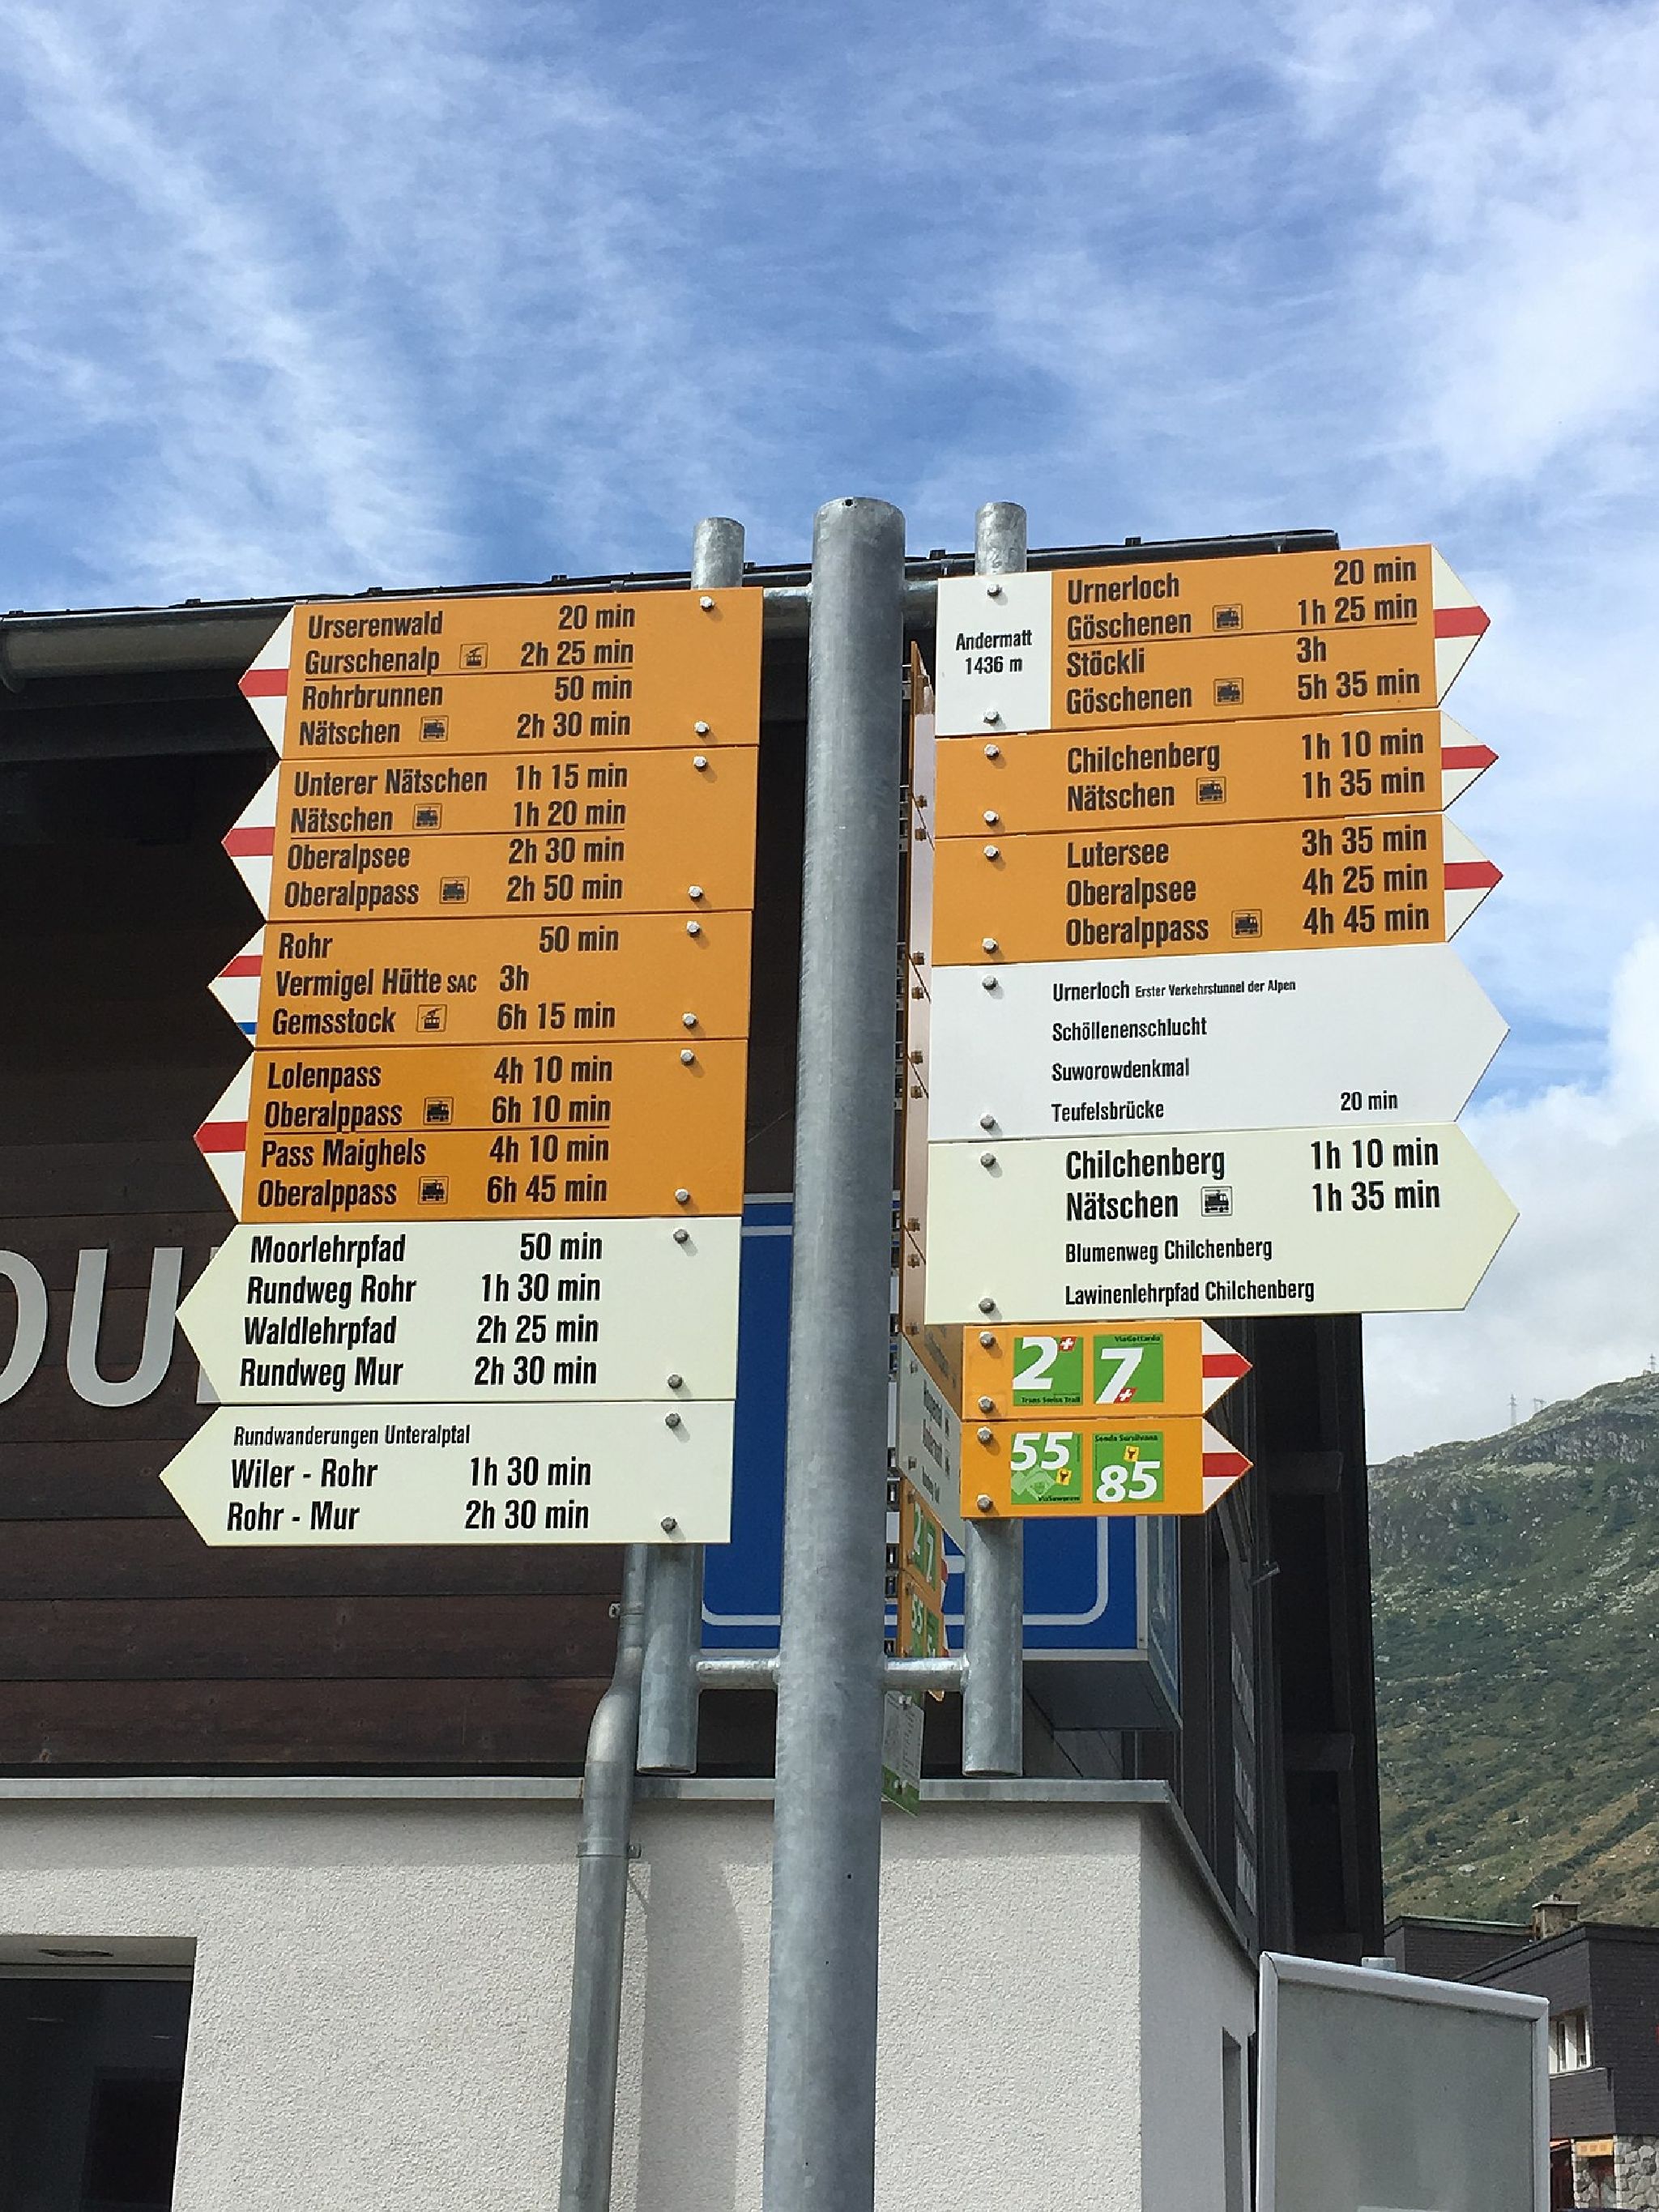 Urserenwald 20 min
Gurschenalp 2h 25 min
Rohrbrunnen 50 min
Nätschen 2h 30 min
Unterer Nätschen 1h 15 min
Nätschen 1h 20 min
Oberalpsee 2h 30 min
Oberalppass 2h 50 min
Rohr 50 min
Vermigel Hütte SAC 3h
Gemsstock 6h 15 min
Lolenpass 4h 10 min
Oberalppass 6h 10 min
Pass Maighels 4h 10 min
Oberalppass 6h 45 min
Moorlehrpfad 50 min
Rundweg Rohr 1h 30 min
Waldlehrpfad 2h 25 min
Rundweg Mur 2h 30 min
Rundwanderungen Unteralptal
Wiler - Rohr 1h 30 min
Rohr - Mur 2h 30 min
Andermatt
1436 m
Urnerloch 20 min
Göschenen 1h 25 min
Stöckli 3h
Göschenen 5h 35 min
Chilchenberg 1h 10 min
Nätschen 1h 35 min
Lutersee 3h 35 min
Oberalpsee 4h 25 min
Oberalppass 4h 45 min
Urnerloch Erster Verkehrstunnel der Alpen
Schöllenenschlucht
Suworowdenkmal
Teufelsbrücke 20 min
Chilchenberg 1h 10 min
Nätschen 1h 35 min
Blumenweg Chilchenberg
Lawinenlehrpfad Chilchenberg
2
Trans Swiss Trail
ViaGottardo
7
55
ViaSuworow
Senda Sursilvana
85
2 7
55
OU